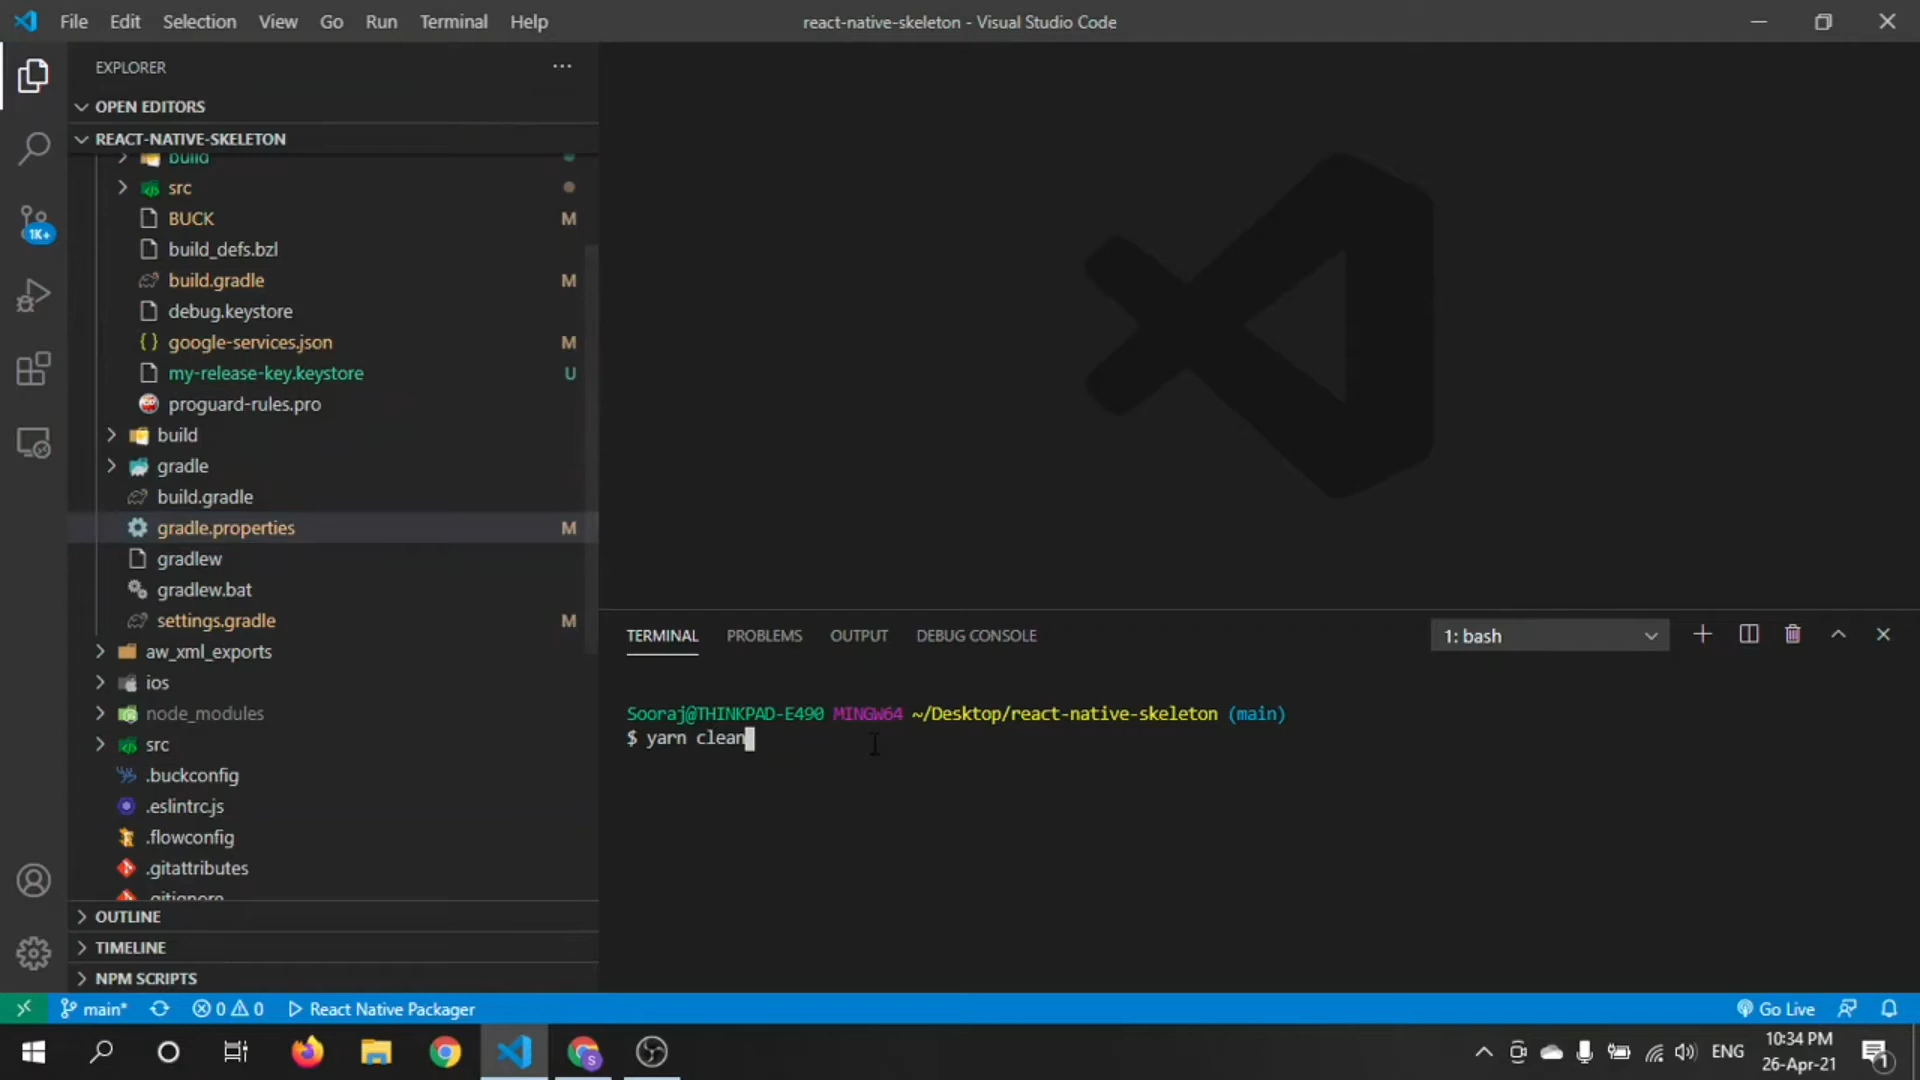 File Edit Selection View Go Run Terminal Help
react-native-skeleton - Visual Studio Code
EXPLORER
OPEN EDITORS
REACT-NATIVE-SKELETON
build
src
BUCK M
build_defs.bzl
build.gradle M
debug.keystore
google-services.json M
my-release-key.keystore U
proguard-rules.pro
build
gradle
build.gradle
gradle.properties M
gradlew
gradlew.bat
settings.gradle M
aw_xml_exports
ios
node_modules
src
.buckconfig
.eslintrc.js
.flowconfig
.gitattributes
.gitignore
OUTLINE
TIMELINE
NPM SCRIPTS
1K+
TERMINAL PROBLEMS OUTPUT DEBUG CONSOLE
1: bash
Sooraj@THINKPAD-E490 MINGW64 ~/Desktop/react-native-skeleton (main)
$ yarn clean
main* 0 0 React Native Packager
Go Live
S
ENG
10:34 PM
26-Apr-21
1